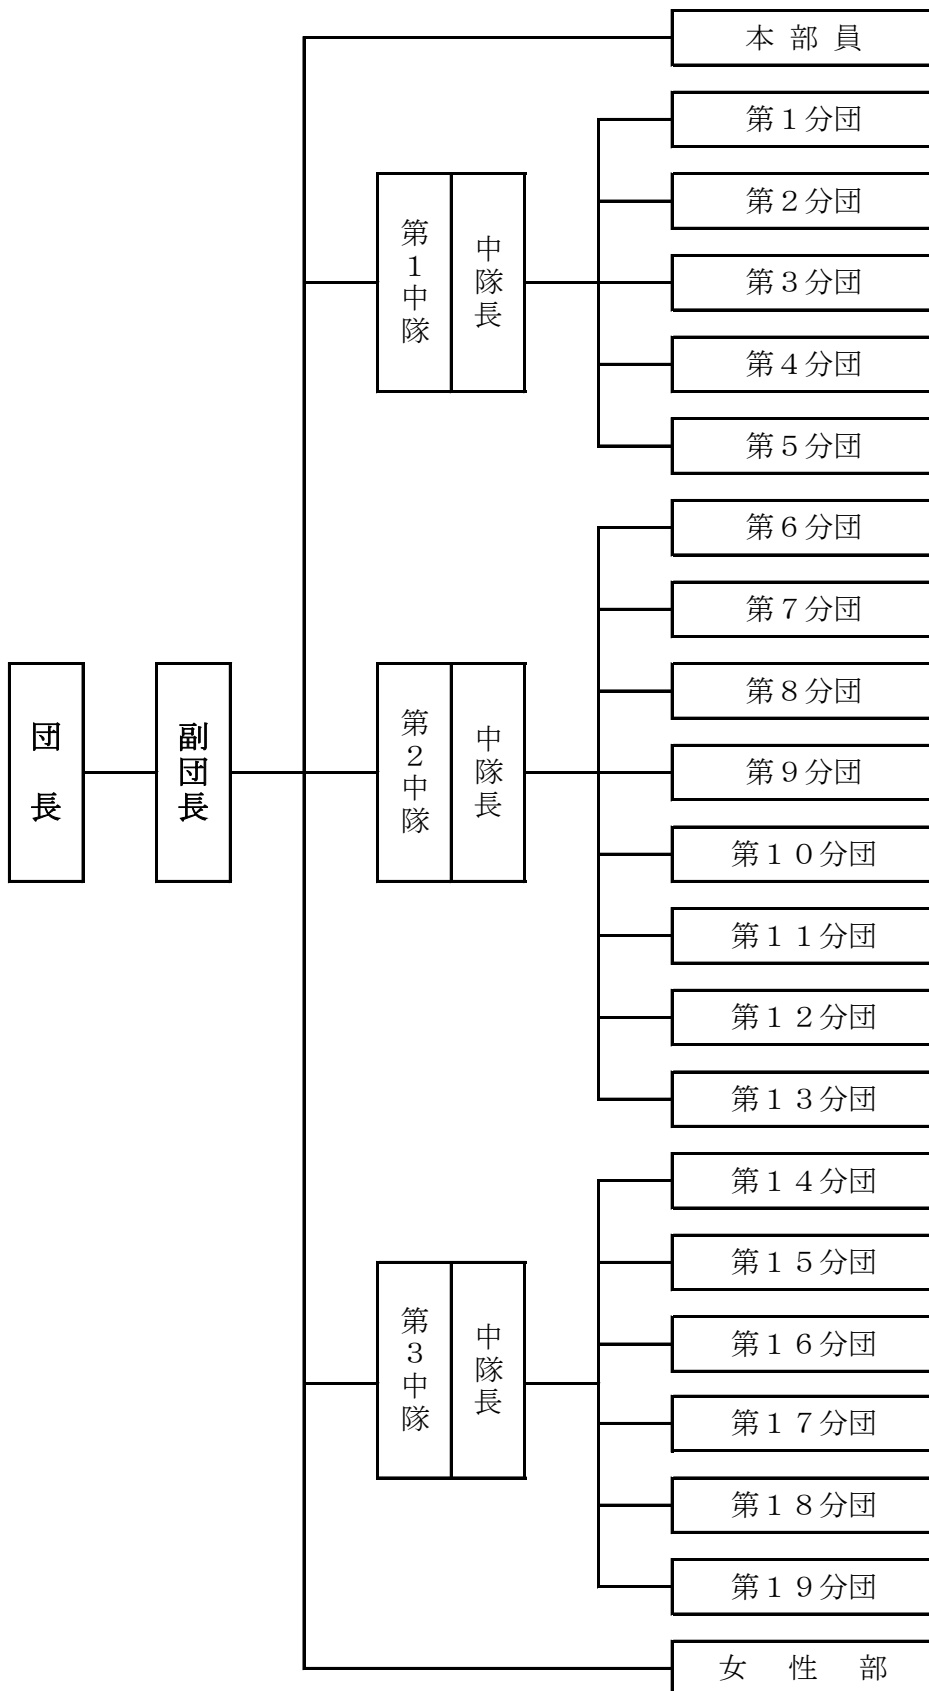 団長
副団長
本部員
第１中隊
中隊長
第１分団
第２分団
第３分団
第４分団
第５分団
第２中隊
中隊長
第６分団
第７分団
第８分団
第９分団
第１０分団
第１１分団
第１２分団
第１３分団
第３中隊
中隊長
第１４分団
第１５分団
第１６分団
第１７分団
第１８分団
第１９分団
女性部